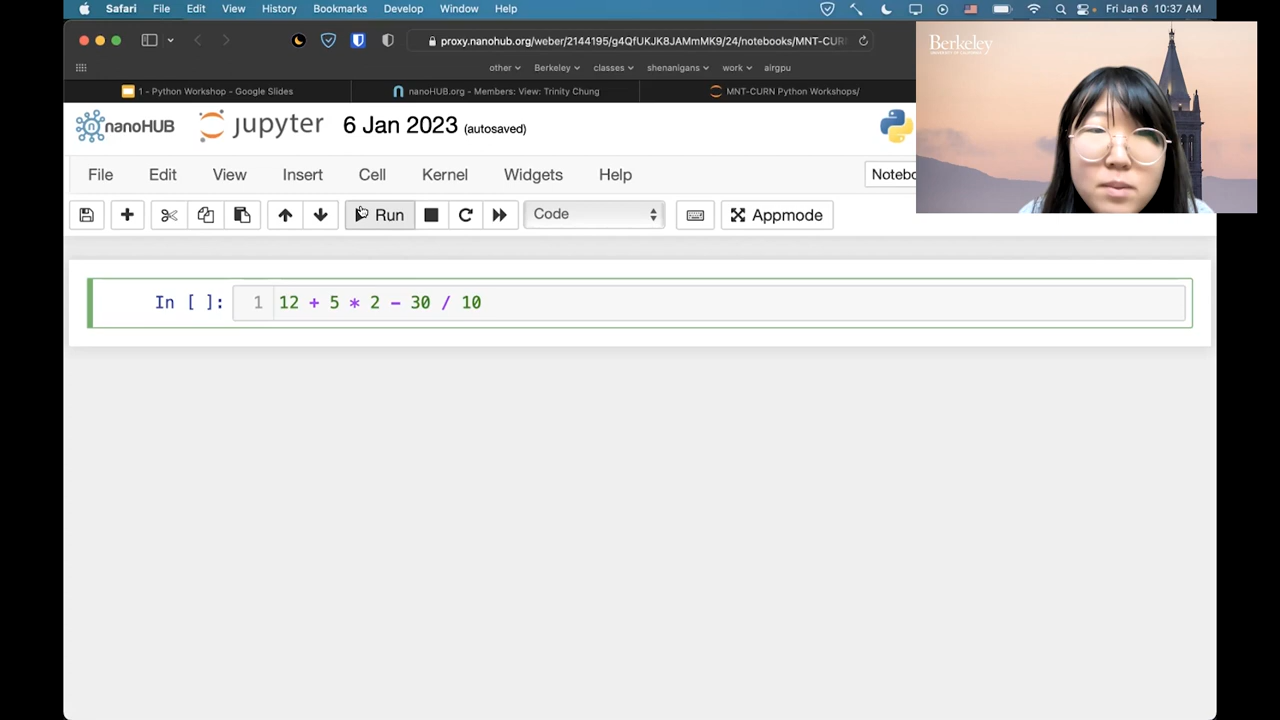 Safari File Edit View History Bookmarks Develop Window Help Fri Jan 6 10:37 AM
proxy.nanohub.org/weber/2144195/g4QfUKJK8JAMmMK9/24/notebooks/MNT-CURN
other Berkeley classes shenanigans work airgpu
1 - Python Workshop - Google Slides nanoHUB.org - Members: View: Trinity Chung MNT-CURN Python Workshops/
Berkeley
nanoHUB jupyter 6 Jan 2023 (autosaved)
File Edit View Insert Cell Kernel Widgets Help
Run Code Appmode
In [ ]: 1 12 + 5 * 2 - 30 / 10